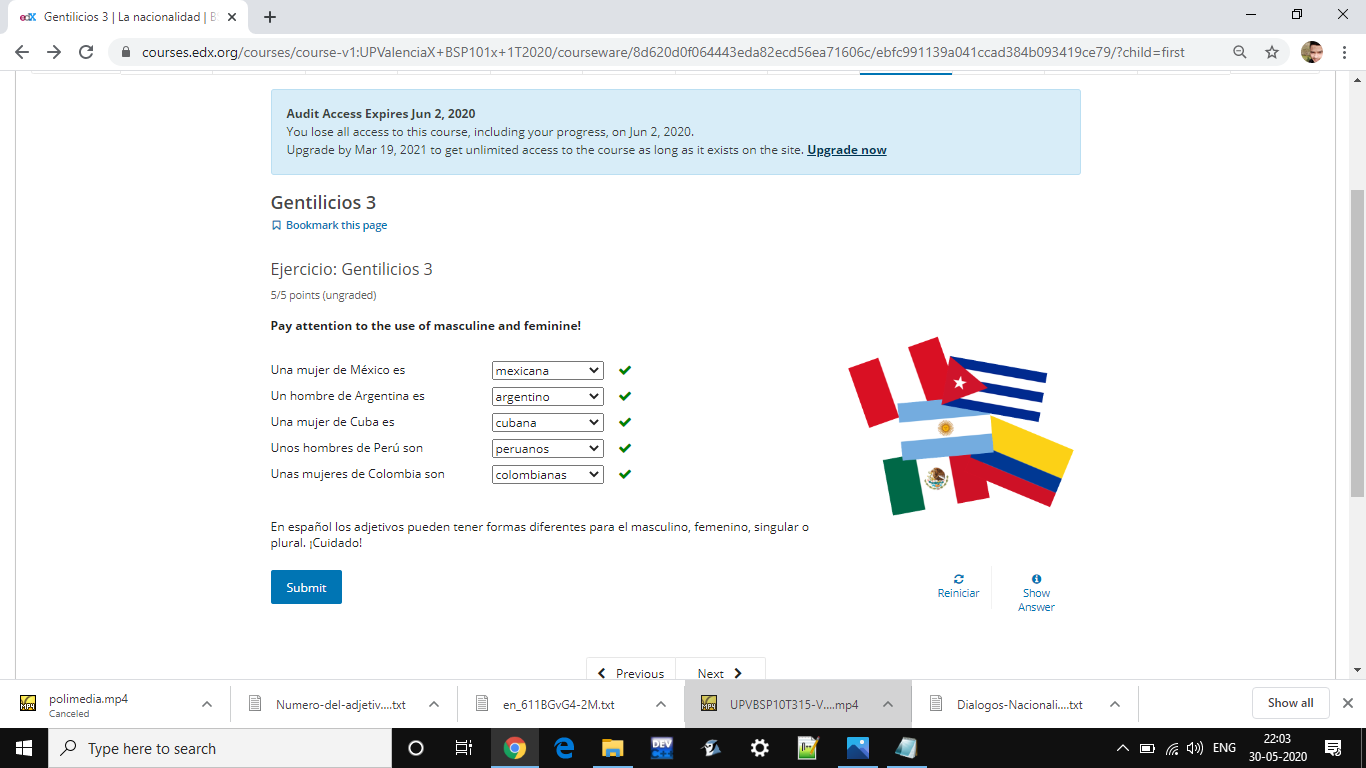 edX Gentilicios 3 | La nacionalidad | BS
courses.edx.org/courses/course-v1:UPValenciaX+BSP101x+1T2020/courseware/8d620d0f064443eda82ecd56ea71606c/ebfc991139a041ccad384b093419ce79/?child=first
Audit Access Expires Jun 2, 2020
You lose all access to this course, including your progress, on Jun 2, 2020.
Upgrade by Mar 19, 2021 to get unlimited access to the course as long as it exists on the site. Upgrade now
Gentilicios 3
Bookmark this page
Ejercicio: Gentilicios 3
5/5 points (ungraded)
Pay attention to the use of masculine and feminine!
Una mujer de México es mexicana
Un hombre de Argentina es argentino
Una mujer de Cuba es cubana
Unos hombres de Perú son peruanos
Unas mujeres de Colombia son colombianas
En español los adjetivos pueden tener formas diferentes para el masculino, femenino, singular o
plural. ¡Cuidado!
Submit
Reiniciar
Show
Answer
Previous Next
polimedia.mp4
Canceled
Numero-del-adjetiv....txt
en_611BGvG4-2M.txt
UPVBSP10T315-V....mp4
Dialogos-Nacionali....txt
Show all
Type here to search
DEV
ENG
22:03
30-05-2020